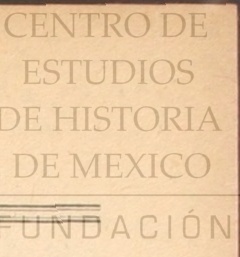 CENTRO DE
ESTUDIOS
DE HISTORIA
DE MEXICO
FUNDACIÓN